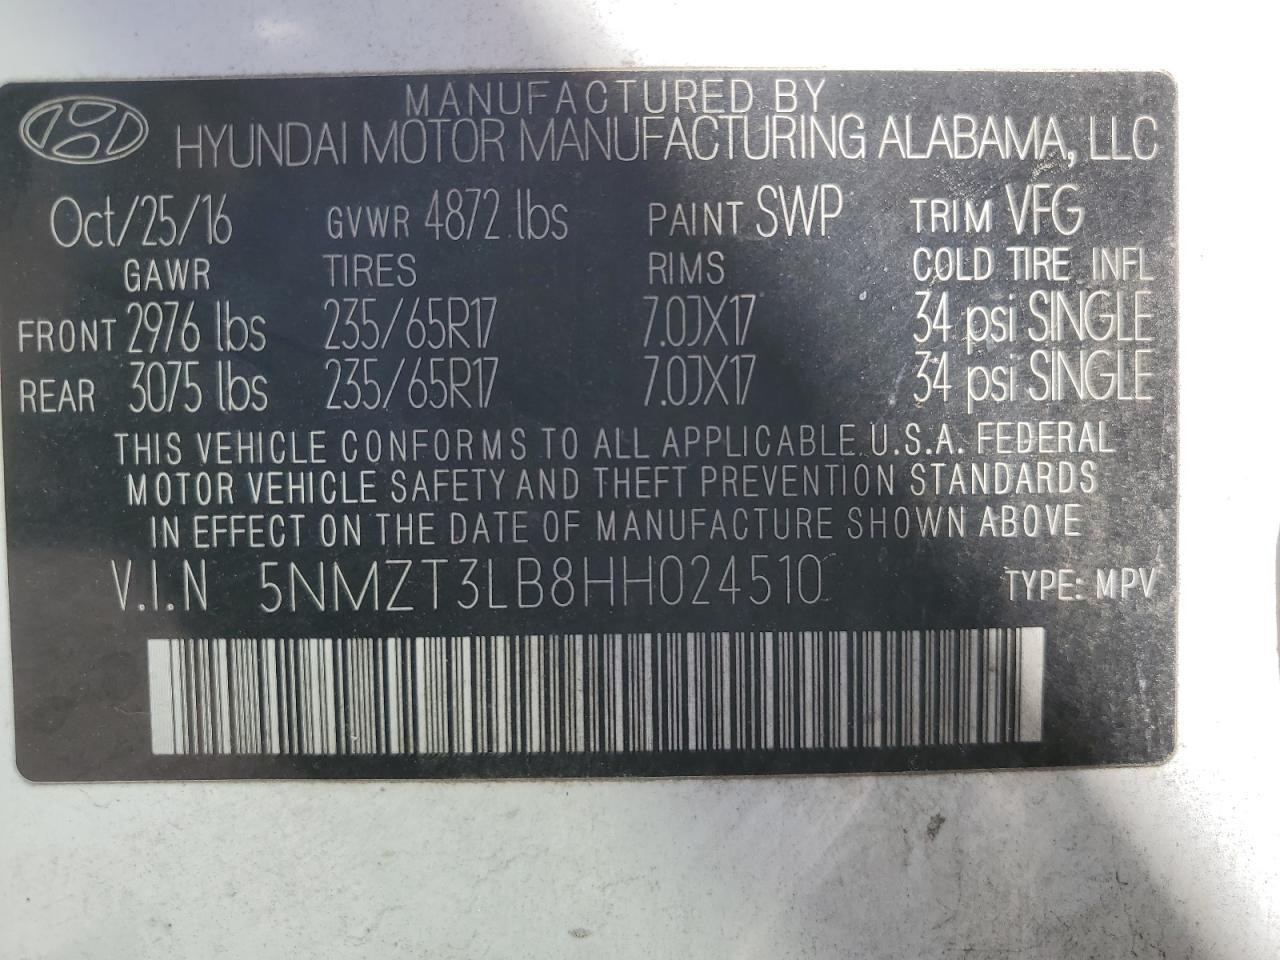 MANUFACTURED BY
HYUNDAI MOTOR MANUFACTURING ALABAMA, LLC
Oct/25/16 GVWR 4872 lbs PAINT SWP TRIM VFG
GAWR TIRES RIMS COLD TIRE INFL
FRONT 2976 lbs 235/65R17 7.0JX17 34 psi SINGLE
REAR 3075 lbs 235/65R17 7.0JX17 34 psi SINGLE
THIS VEHICLE CONFORMS TO ALL APPLICABLE U.S.A. FEDERAL
MOTOR VEHICLE SAFETY AND THEFT PREVENTION STANDARDS
IN EFFECT ON THE DATE OF MANUFACTURE SHOWN ABOVE
V.I.N 5NMZT3LB8HH024510 TYPE: MPV